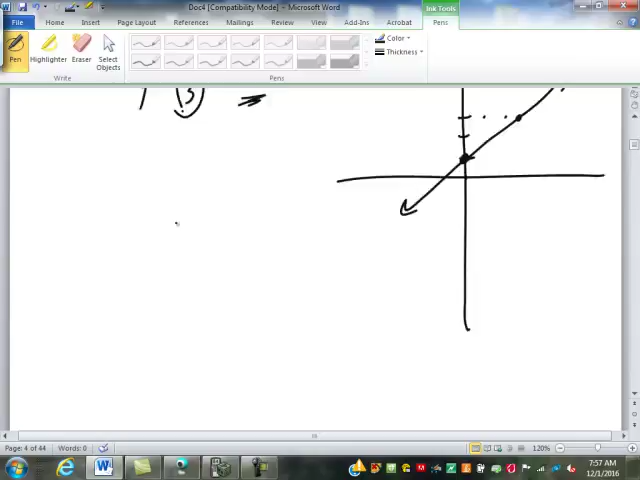 Doc4 [Compatibility Mode] - Microsoft Word
Ink Tools
File Home Insert Page Layout References Mailings Review View Add-Ins Acrobat Pens
Pen
Highlighter
Eraser
Select Objects
Color
Thickness
Write
Pens
Page: 4 of 44
Words: 0
120%
7:57 AM
12/1/2016